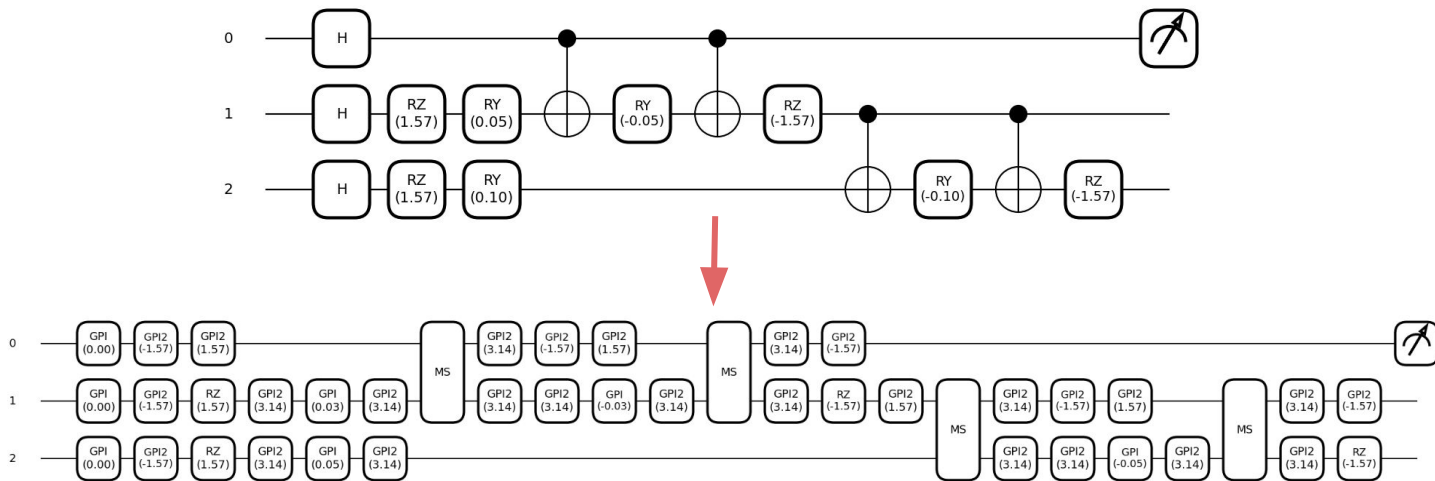 0 H
1 H RZ (1.57) RY (0.05) RY (-0.05) RZ (-1.57)
2 H RZ (1.57) RY (0.10) RY (-0.10) RZ (-1.57)
0 GPI (0.00) GPI2 (-1.57) GPI2 (1.57) MS GPI2 (3.14) GPI2 (-1.57) GPI2 (1.57) MS GPI2 (3.14) GPI2 (-1.57)
1 GPI (0.00) GPI2 (-1.57) RZ (1.57) GPI2 (3.14) GPI (0.03) GPI2 (3.14) GPI2 (3.14) GPI2 (3.14) GPI (-0.03) GPI2 (3.14) GPI2 (3.14) RZ (-1.57) GPI2 (1.57) MS GPI2 (3.14) GPI2 (-1.57) GPI2 (1.57) MS GPI2 (3.14) GPI2 (-1.57)
2 GPI (0.00) GPI2 (-1.57) RZ (1.57) GPI2 (3.14) GPI (0.05) GPI2 (3.14) GPI2 (3.14) GPI2 (3.14) GPI (-0.05) GPI2 (3.14) GPI2 (3.14) RZ (-1.57)